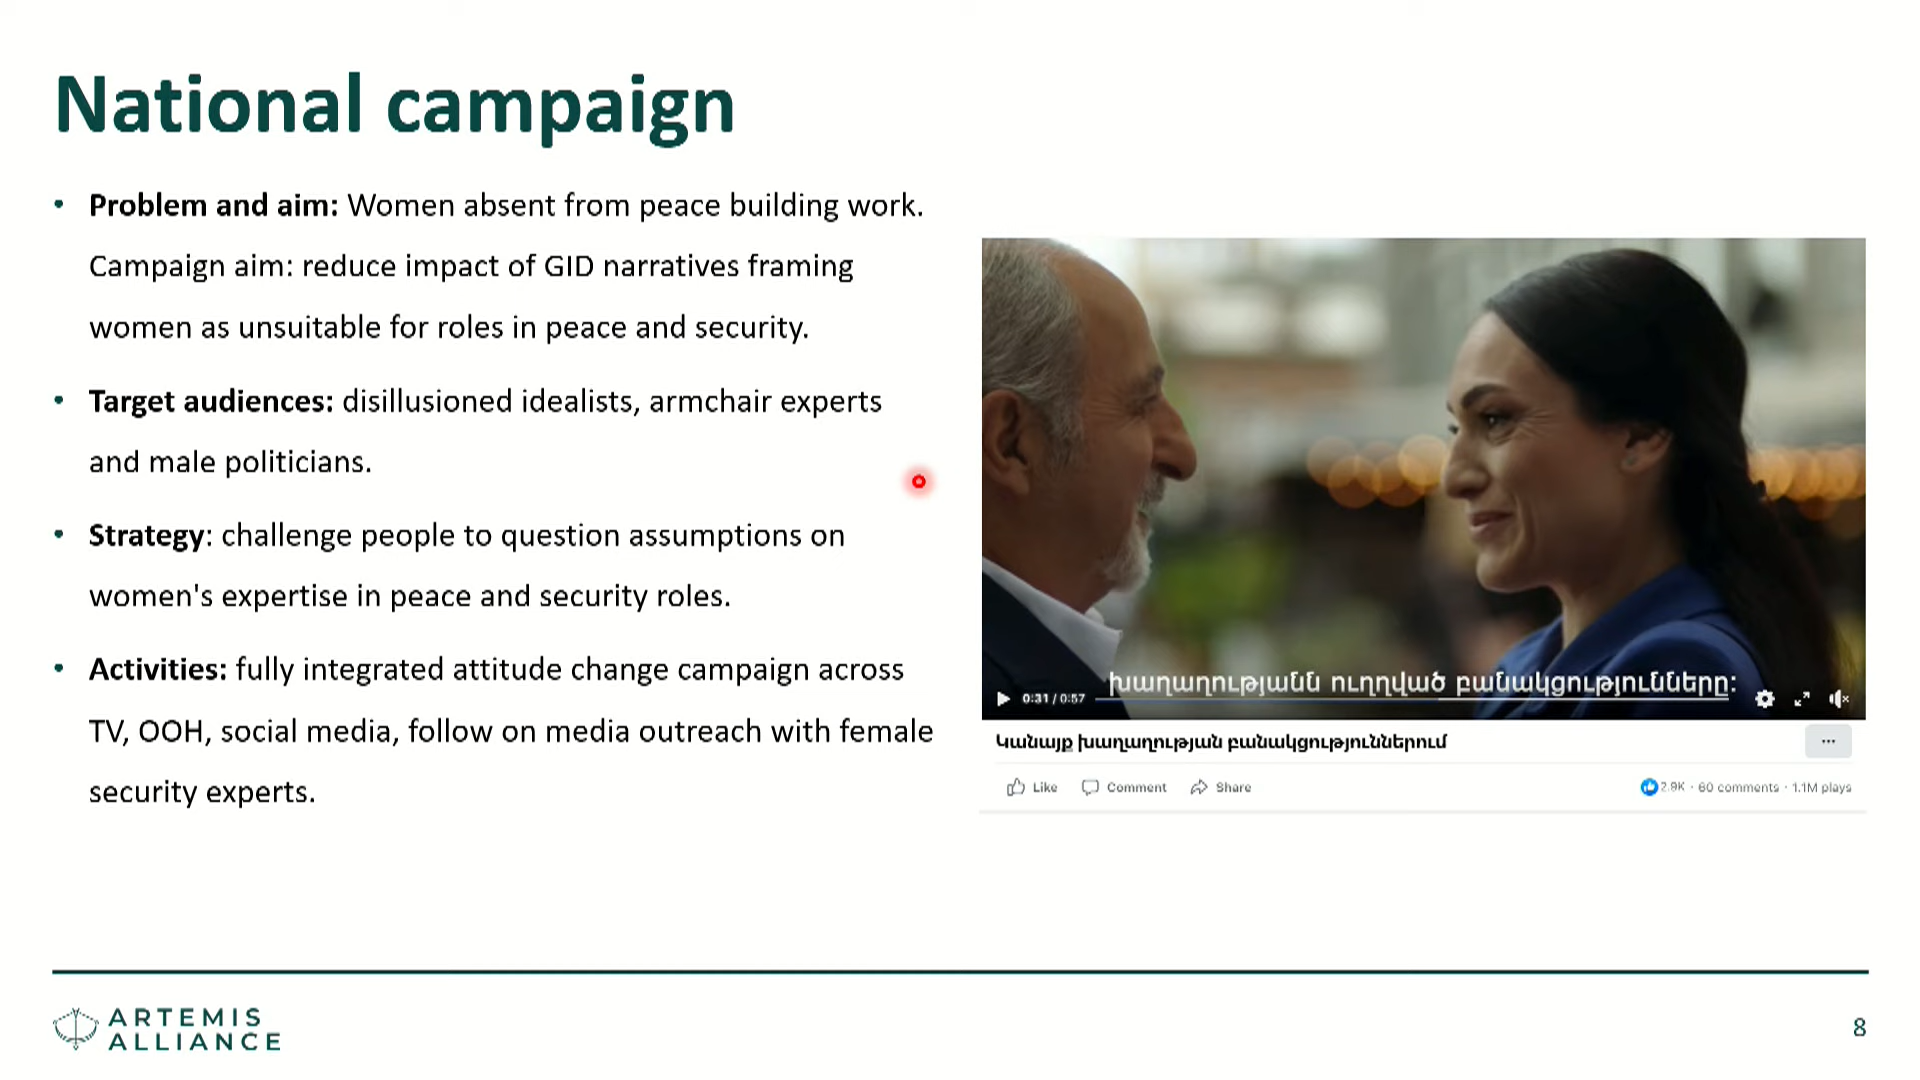 National campaign
• Problem and aim: Women absent from peace building work.
Campaign aim: reduce impact of GID narratives framing
women as unsuitable for roles in peace and security.
• Target audiences: disillusioned idealists, armchair experts
and male politicians.
• Strategy: challenge people to question assumptions on
women's expertise in peace and security roles.
• Activities: fully integrated attitude change campaign across
TV, OOH, social media, follow on media outreach with female
security experts.
խաղաղությանն ուղղված բանակցությունները:
0:31 / 0:57
Կանայք խաղաղության բանակցություններում
...
Like Comment Share 2.9K · 60 comments · 1.1M plays
ARTEMIS
ALLIANCE
8